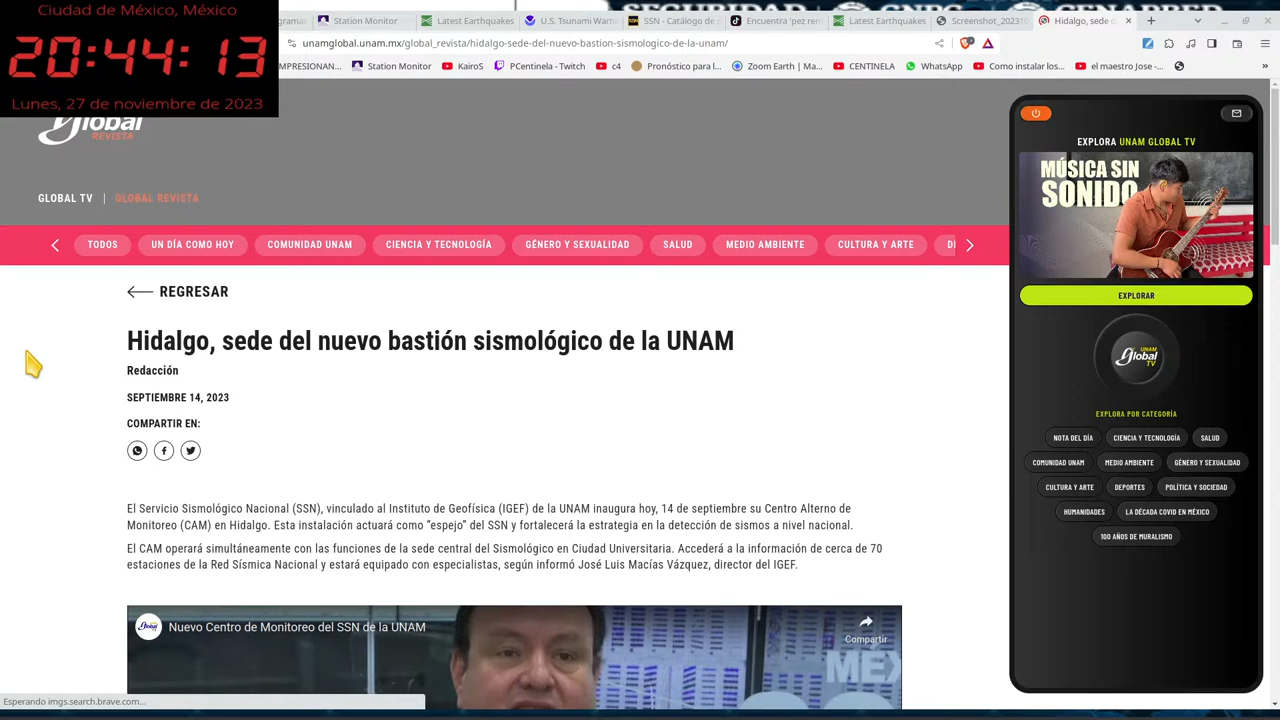 Ciudad de México, México
20:44:13
Lunes, 27 de noviembre de 2023
Station Monitor
Latest Earthquakes
U.S. Tsunami Warn
SSN - Catálogo de s
Encuentra 'pez rem
Latest Earthquakes
Screenshot_20231
Hidalgo, sede d
unamglobal.unam.mx/global_revista/hidalgo-sede-del-nuevo-bastion-sismologico-de-la-unam/
IMPRESIONAN...
Station Monitor
KairoS
PCentinela - Twitch
c4
Pronóstico para l...
Zoom Earth | Ma...
CENTINELA
WhatsApp
Como instalar los...
el maestro Jose -...
»
Global
REVISTA
GLOBAL TV | GLOBAL REVISTA
TODOS
UN DÍA COMO HOY
COMUNIDAD UNAM
CIENCIA Y TECNOLOGÍA
GÉNERO Y SEXUALIDAD
SALUD
MEDIO AMBIENTE
CULTURA Y ARTE
REGRESAR
Hidalgo, sede del nuevo bastión sismológico de la UNAM
Redacción
SEPTIEMBRE 14, 2023
COMPARTIR EN:
El Servicio Sismológico Nacional (SSN), vinculado al Instituto de Geofísica (IGEF) de la UNAM inaugura hoy, 14 de septiembre su Centro Alterno de
Monitoreo (CAM) en Hidalgo. Esta instalación actuará como “espejo” del SSN y fortalecerá la estrategia en la detección de sismos a nivel nacional.
El CAM operará simultáneamente con las funciones de la sede central del Sismológico en Ciudad Universitaria. Accederá a la información de cerca de 70
estaciones de la Red Sísmica Nacional y estará equipado con especialistas, según informó José Luis Macías Vázquez, director del IGEF.
Nuevo Centro de Monitoreo del SSN de la UNAM
Compartir
MÉX
Esperando imgs.search.brave.com...
EXPLORA UNAM GLOBAL TV
MÚSICA SIN
SONIDO
EXPLORAR
UNAM
Global
TV
EXPLORA POR CATEGORÍA
NOTA DEL DÍA
CIENCIA Y TECNOLOGÍA
SALUD
COMUNIDAD UNAM
MEDIO AMBIENTE
GÉNERO Y SEXUALIDAD
CULTURA Y ARTE
DEPORTES
POLÍTICA Y SOCIEDAD
HUMANIDADES
LA DÉCADA COVID EN MÉXICO
100 AÑOS DE MURALISMO